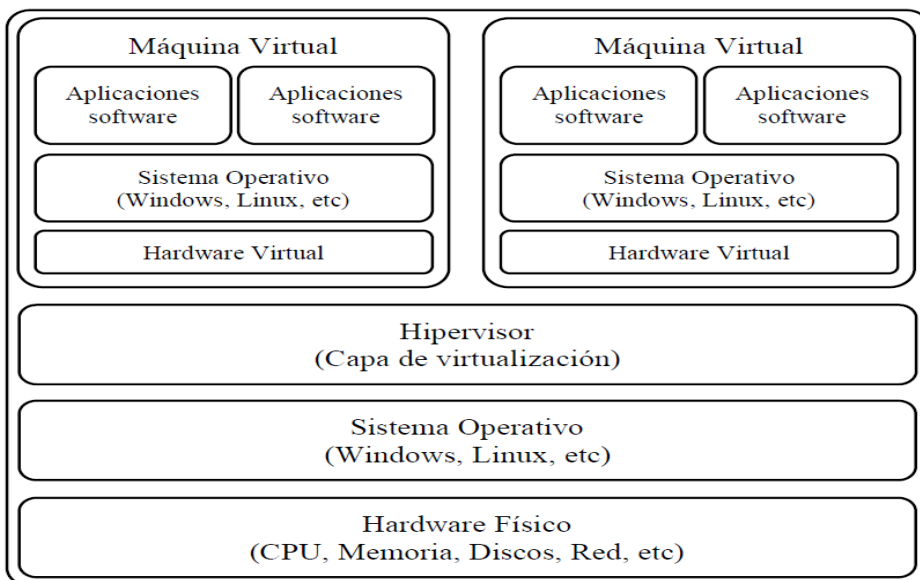 Máquina Virtual
Aplicaciones
software
Aplicaciones
software
Sistema Operativo
(Windows, Linux, etc)
Hardware Virtual
Máquina Virtual
Aplicaciones
software
Aplicaciones
software
Sistema Operativo
(Windows, Linux, etc)
Hardware Virtual
Hipervisor
(Capa de virtualización)
Sistema Operativo
(Windows, Linux, etc)
Hardware Físico
(CPU, Memoria, Discos, Red, etc)